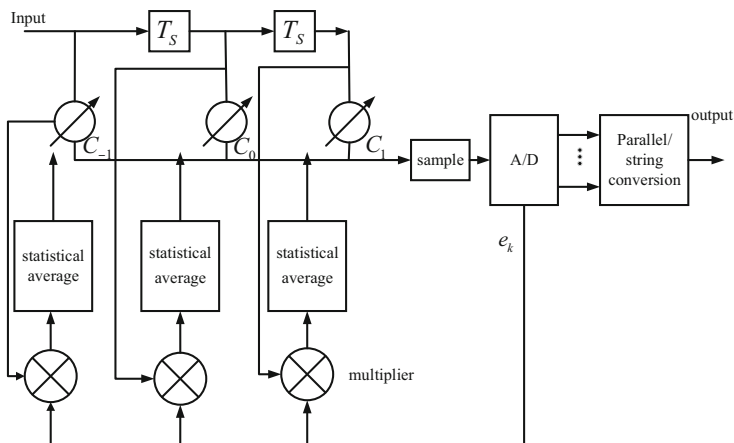 Input
T_S
T_S
output
C_{-1}
C_0
C_1
sample
A/D
Parallel/
string
conversion
e_k
statistical
average
statistical
average
statistical
average
multiplier